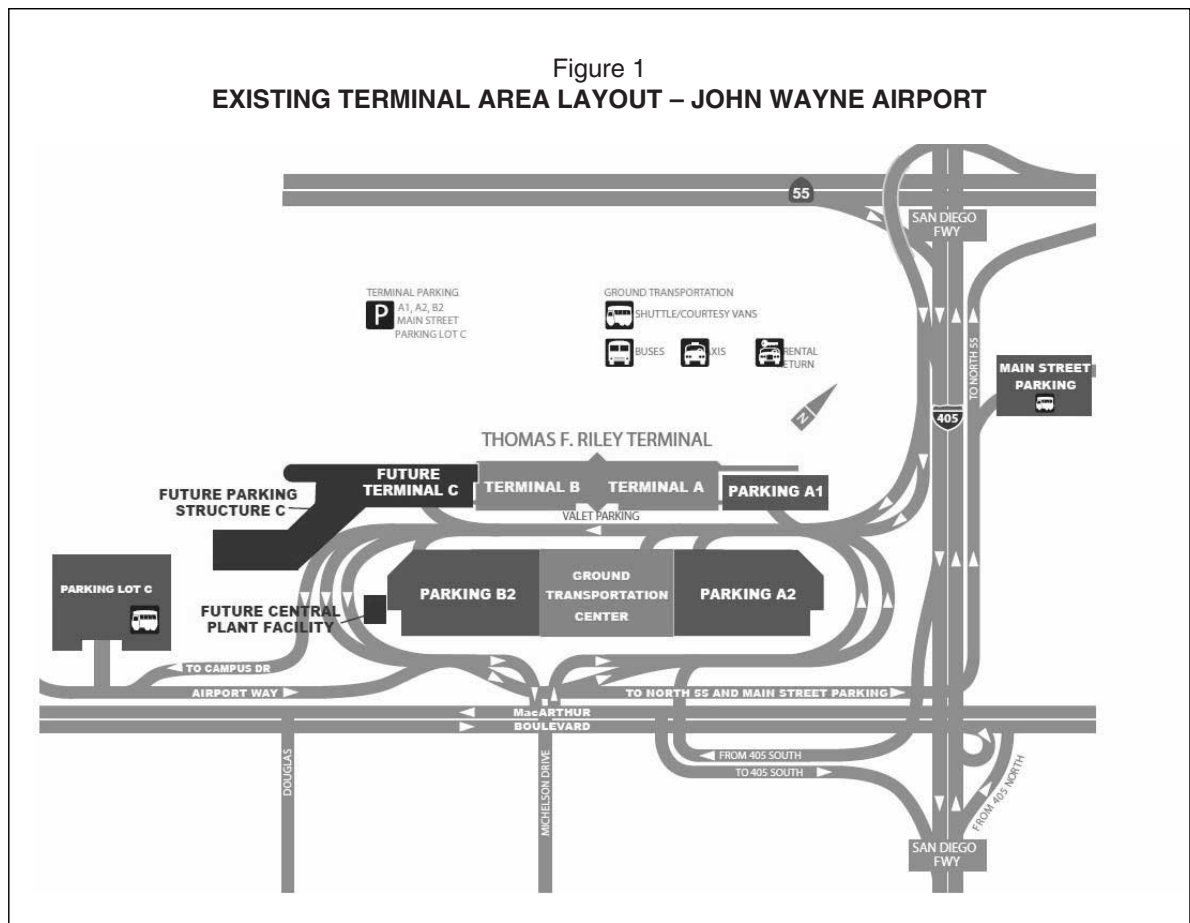 Figure 1
EXISTING TERMINAL AREA LAYOUT – JOHN WAYNE AIRPORT
55
SAN DIEGO
FWY
TERMINAL PARKING
P
A1, A2, B2
MAIN STREET
PARKING LOT C
GROUND TRANSPORTATION
SHUTTLE/COURTESY VANS
BUSES
AXIS
RENTAL
ETURN
TO NORTH 55
MAIN STREET
PARKING
N
405
THOMAS F. RILEY TERMINAL
FUTURE
TERMINAL C
TERMINAL B
TERMINAL A
PARKING A1
FUTURE PARKING
STRUCTURE C
VALET PARKING
PARKING LOT C
PARKING B2
GROUND
TRANSPORTATION
CENTER
PARKING A2
FUTURE CENTRAL
PLANT FACILITY
TO CAMPUS DR
AIRPORT WAY
TO NORTH 55 AND MAIN STREET PARKING
MacARTHUR
BOULEVARD
DOUGLAS
MICHELSON DRIVE
FROM 405 SOUTH
TO 405 SOUTH
FROM 405 NORTH
SAN DIEGO
FWY